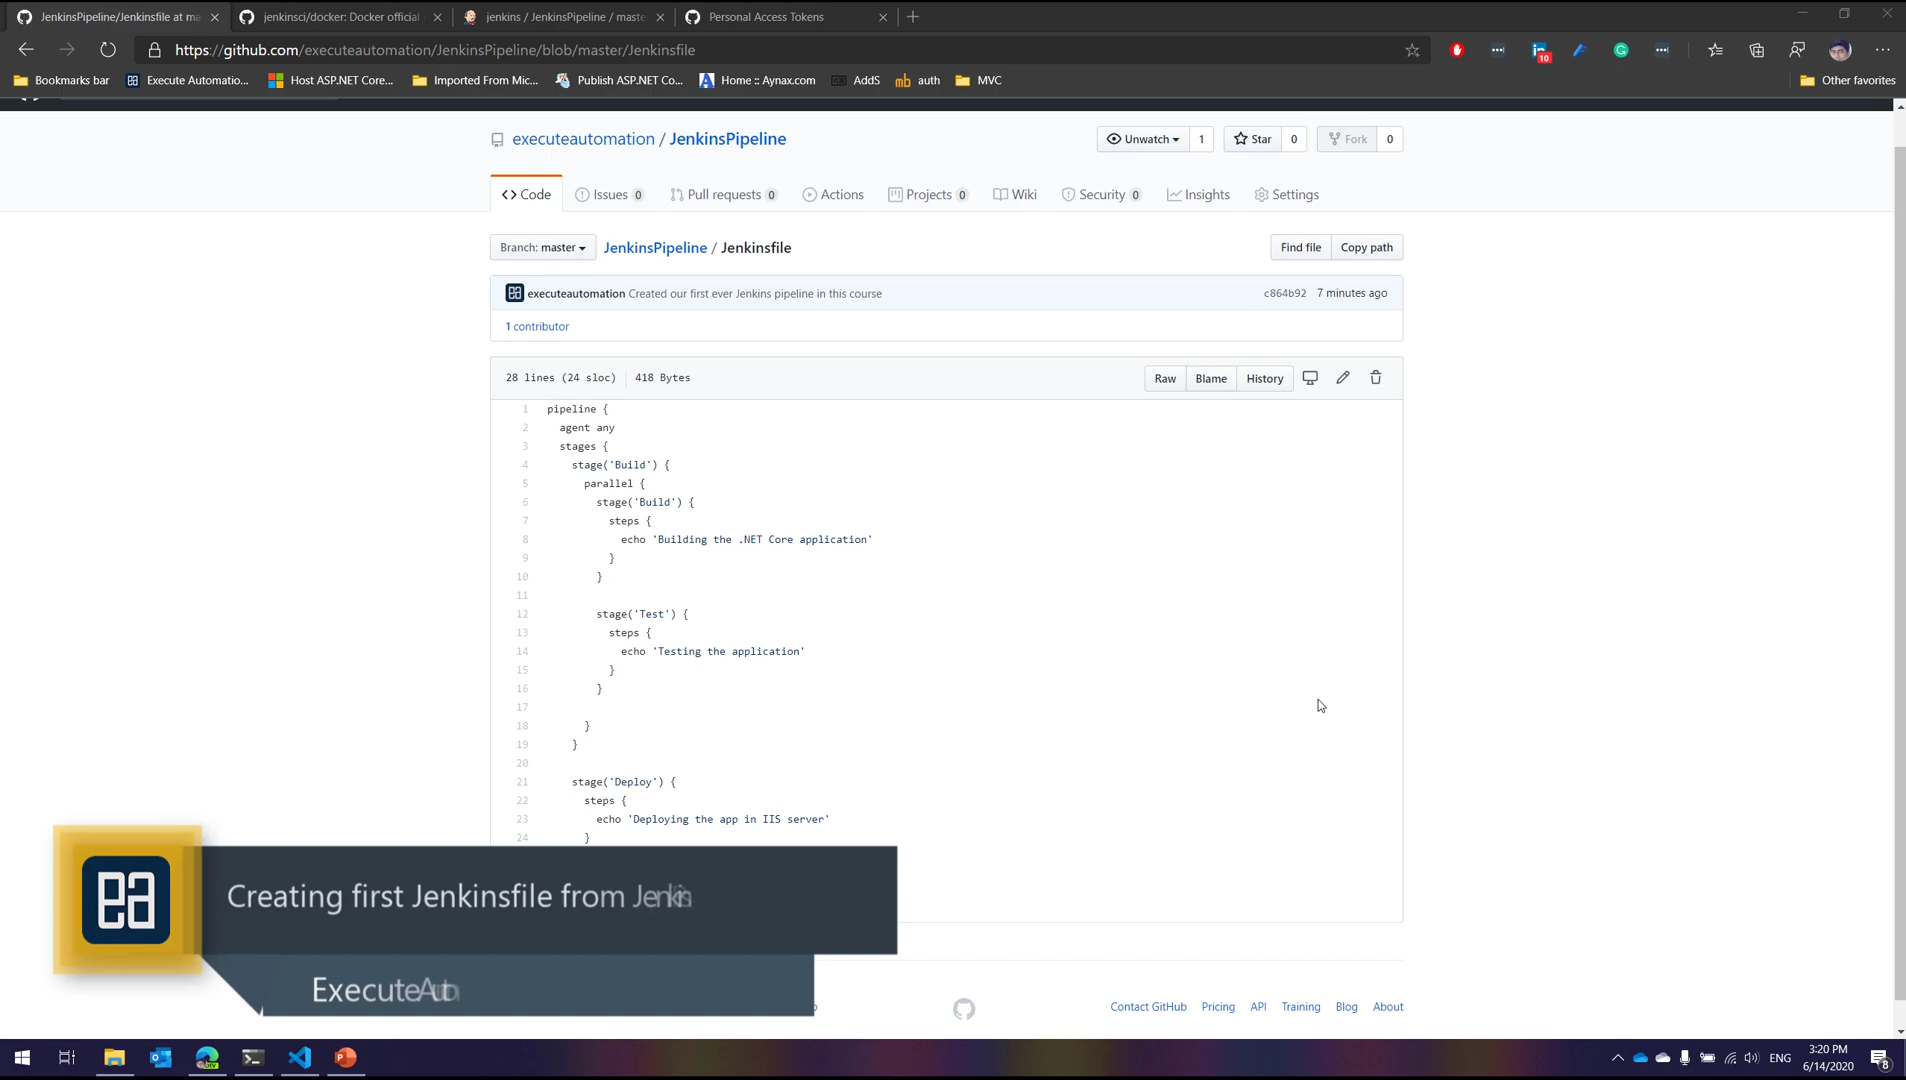 JenkinsPipeline/Jenkinsfile at ma
jenkinsci/docker: Docker official
jenkins / JenkinsPipeline / maste
Personal Access Tokens
https://github.com/executeautomation/JenkinsPipeline/blob/master/Jenkinsfile
10
Bookmarks bar
Execute Automatio...
Host ASP.NET Core...
Imported From Mic...
Publish ASP.NET Co...
Home :: Aynax.com
AddS
auth
MVC
Other favorites
executeautomation / JenkinsPipeline
Unwatch 1
Star 0
Fork 0
Code
Issues 0
Pull requests 0
Actions
Projects 0
Wiki
Security 0
Insights
Settings
Branch: master
JenkinsPipeline / Jenkinsfile
Find file
Copy path
executeautomation Created our first ever Jenkins pipeline in this course
c864b92 7 minutes ago
1 contributor
28 lines (24 sloc) 418 Bytes
Raw
Blame
History
1 pipeline {
2 agent any
3 stages {
4 stage('Build') {
5 parallel {
6 stage('Build') {
7 steps {
8 echo 'Building the .NET Core application'
9 }
10 }
11
12 stage('Test') {
13 steps {
14 echo 'Testing the application'
15 }
16 }
17
18 }
19 }
20
21 stage('Deploy') {
22 steps {
23 echo 'Deploying the app in IIS server'
24 }
Creating first Jenkinsfile from
Execute
Contact GitHub
Pricing
API
Training
Blog
About
ENG
3:20 PM
6/14/2020
8